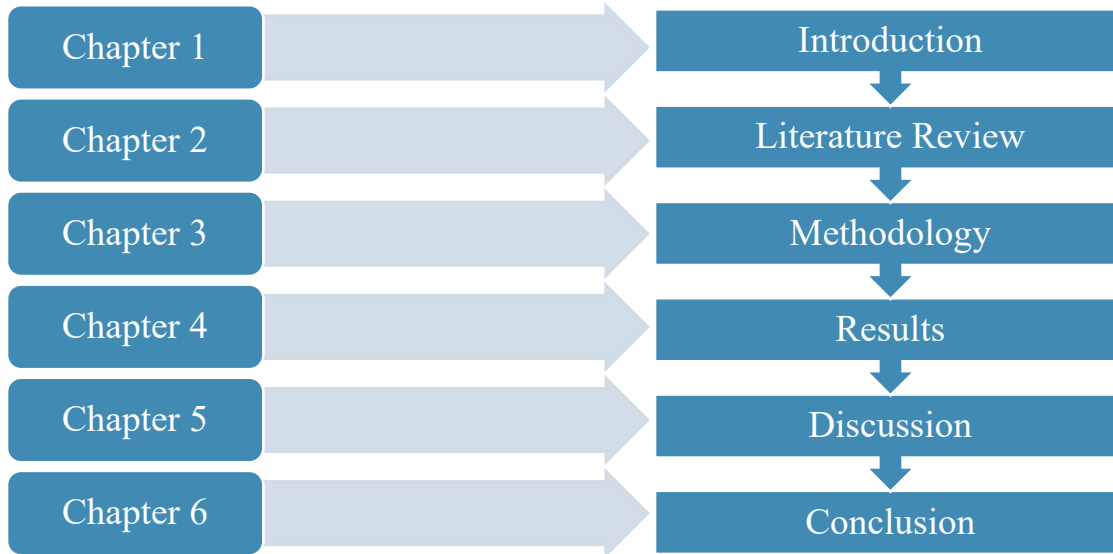 Chapter 1
Introduction
Chapter 2
Literature Review
Chapter 3
Methodology
Chapter 4
Results
Chapter 5
Discussion
Chapter 6
Conclusion